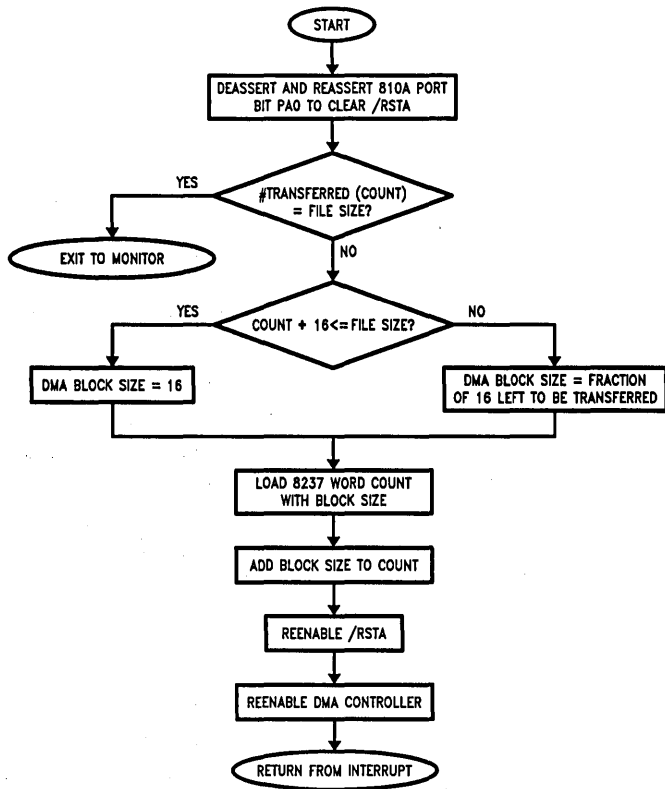 START
DEASSERT AND REASSERT 810A PORT
BIT PA0 TO CLEAR /RSTA
#TRANSFERRED (COUNT)
= FILE SIZE?
YES
EXIT TO MONITOR
NO
COUNT + 16<=FILE SIZE?
YES
NO
DMA BLOCK SIZE = 16
DMA BLOCK SIZE = FRACTION
OF 16 LEFT TO BE TRANSFERRED
LOAD 8237 WORD COUNT
WITH BLOCK SIZE
ADD BLOCK SIZE TO COUNT
REENABLE /RSTA
REENABLE DMA CONTROLLER
RETURN FROM INTERRUPT